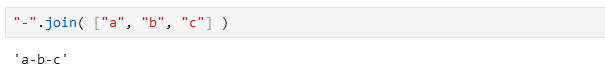 "-".join( ["a", "b", "c"] )
'a-b-c'